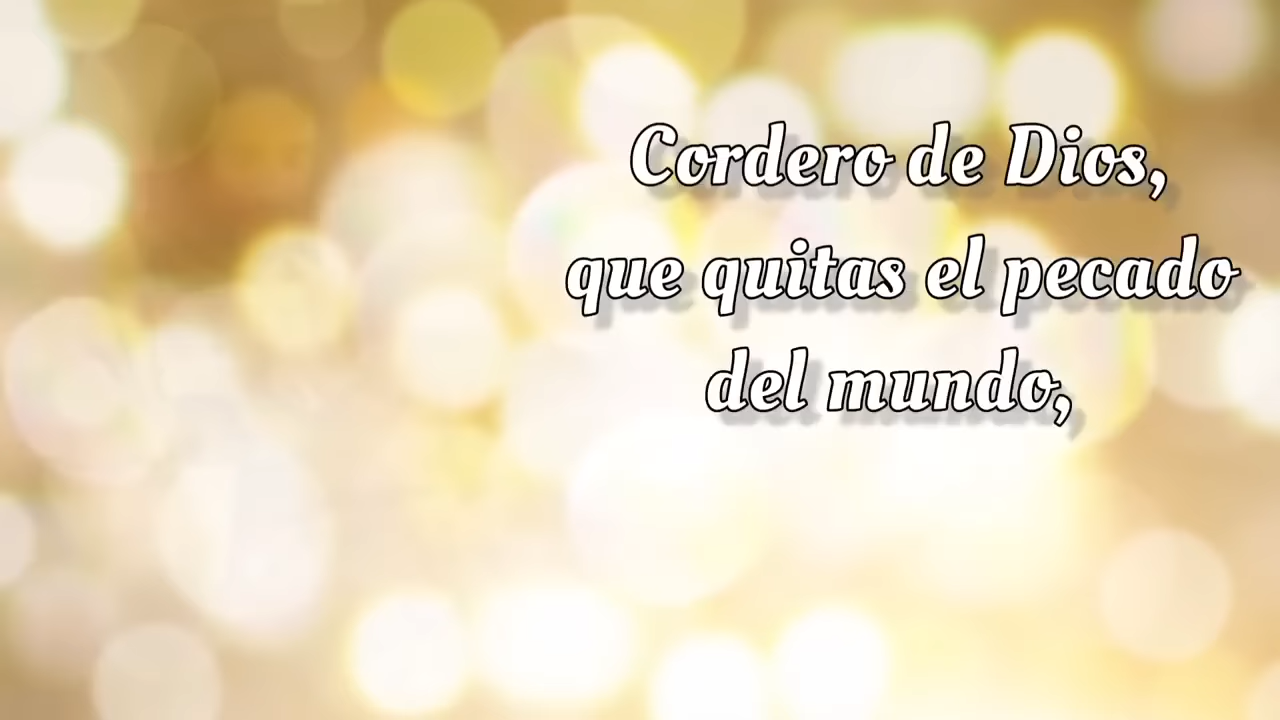 Cordero de Dios,
que quitas el pecado
del mundo,